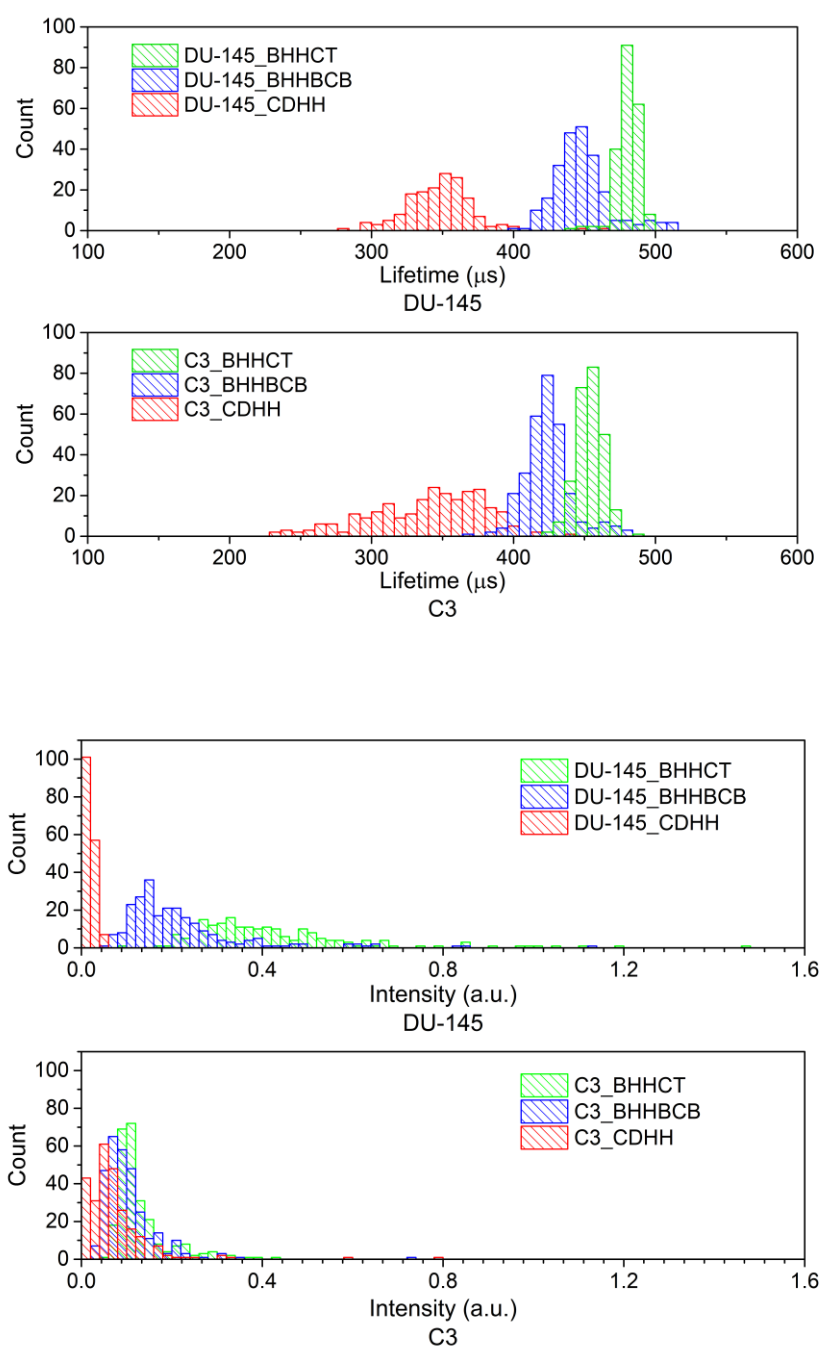 100
80
60
40
20
0
Count
DU-145_BHHCT
DU-145_BHHBCB
DU-145_CDHH
100 200 300 400 500 600
Lifetime (μs)
DU-145
100
80
60
40
20
0
Count
C3_BHHCT
C3_BHHBCB
C3_CDHH
100 200 300 400 500 600
Lifetime (μs)
C3
100
80
60
40
20
0
Count
DU-145_BHHCT
DU-145_BHHBCB
DU-145_CDHH
0.0 0.4 0.8 1.2 1.6
Intensity (a.u.)
DU-145
100
80
60
40
20
0
Count
C3_BHHCT
C3_BHHBCB
C3_CDHH
0.0 0.4 0.8 1.2 1.6
Intensity (a.u.)
C3